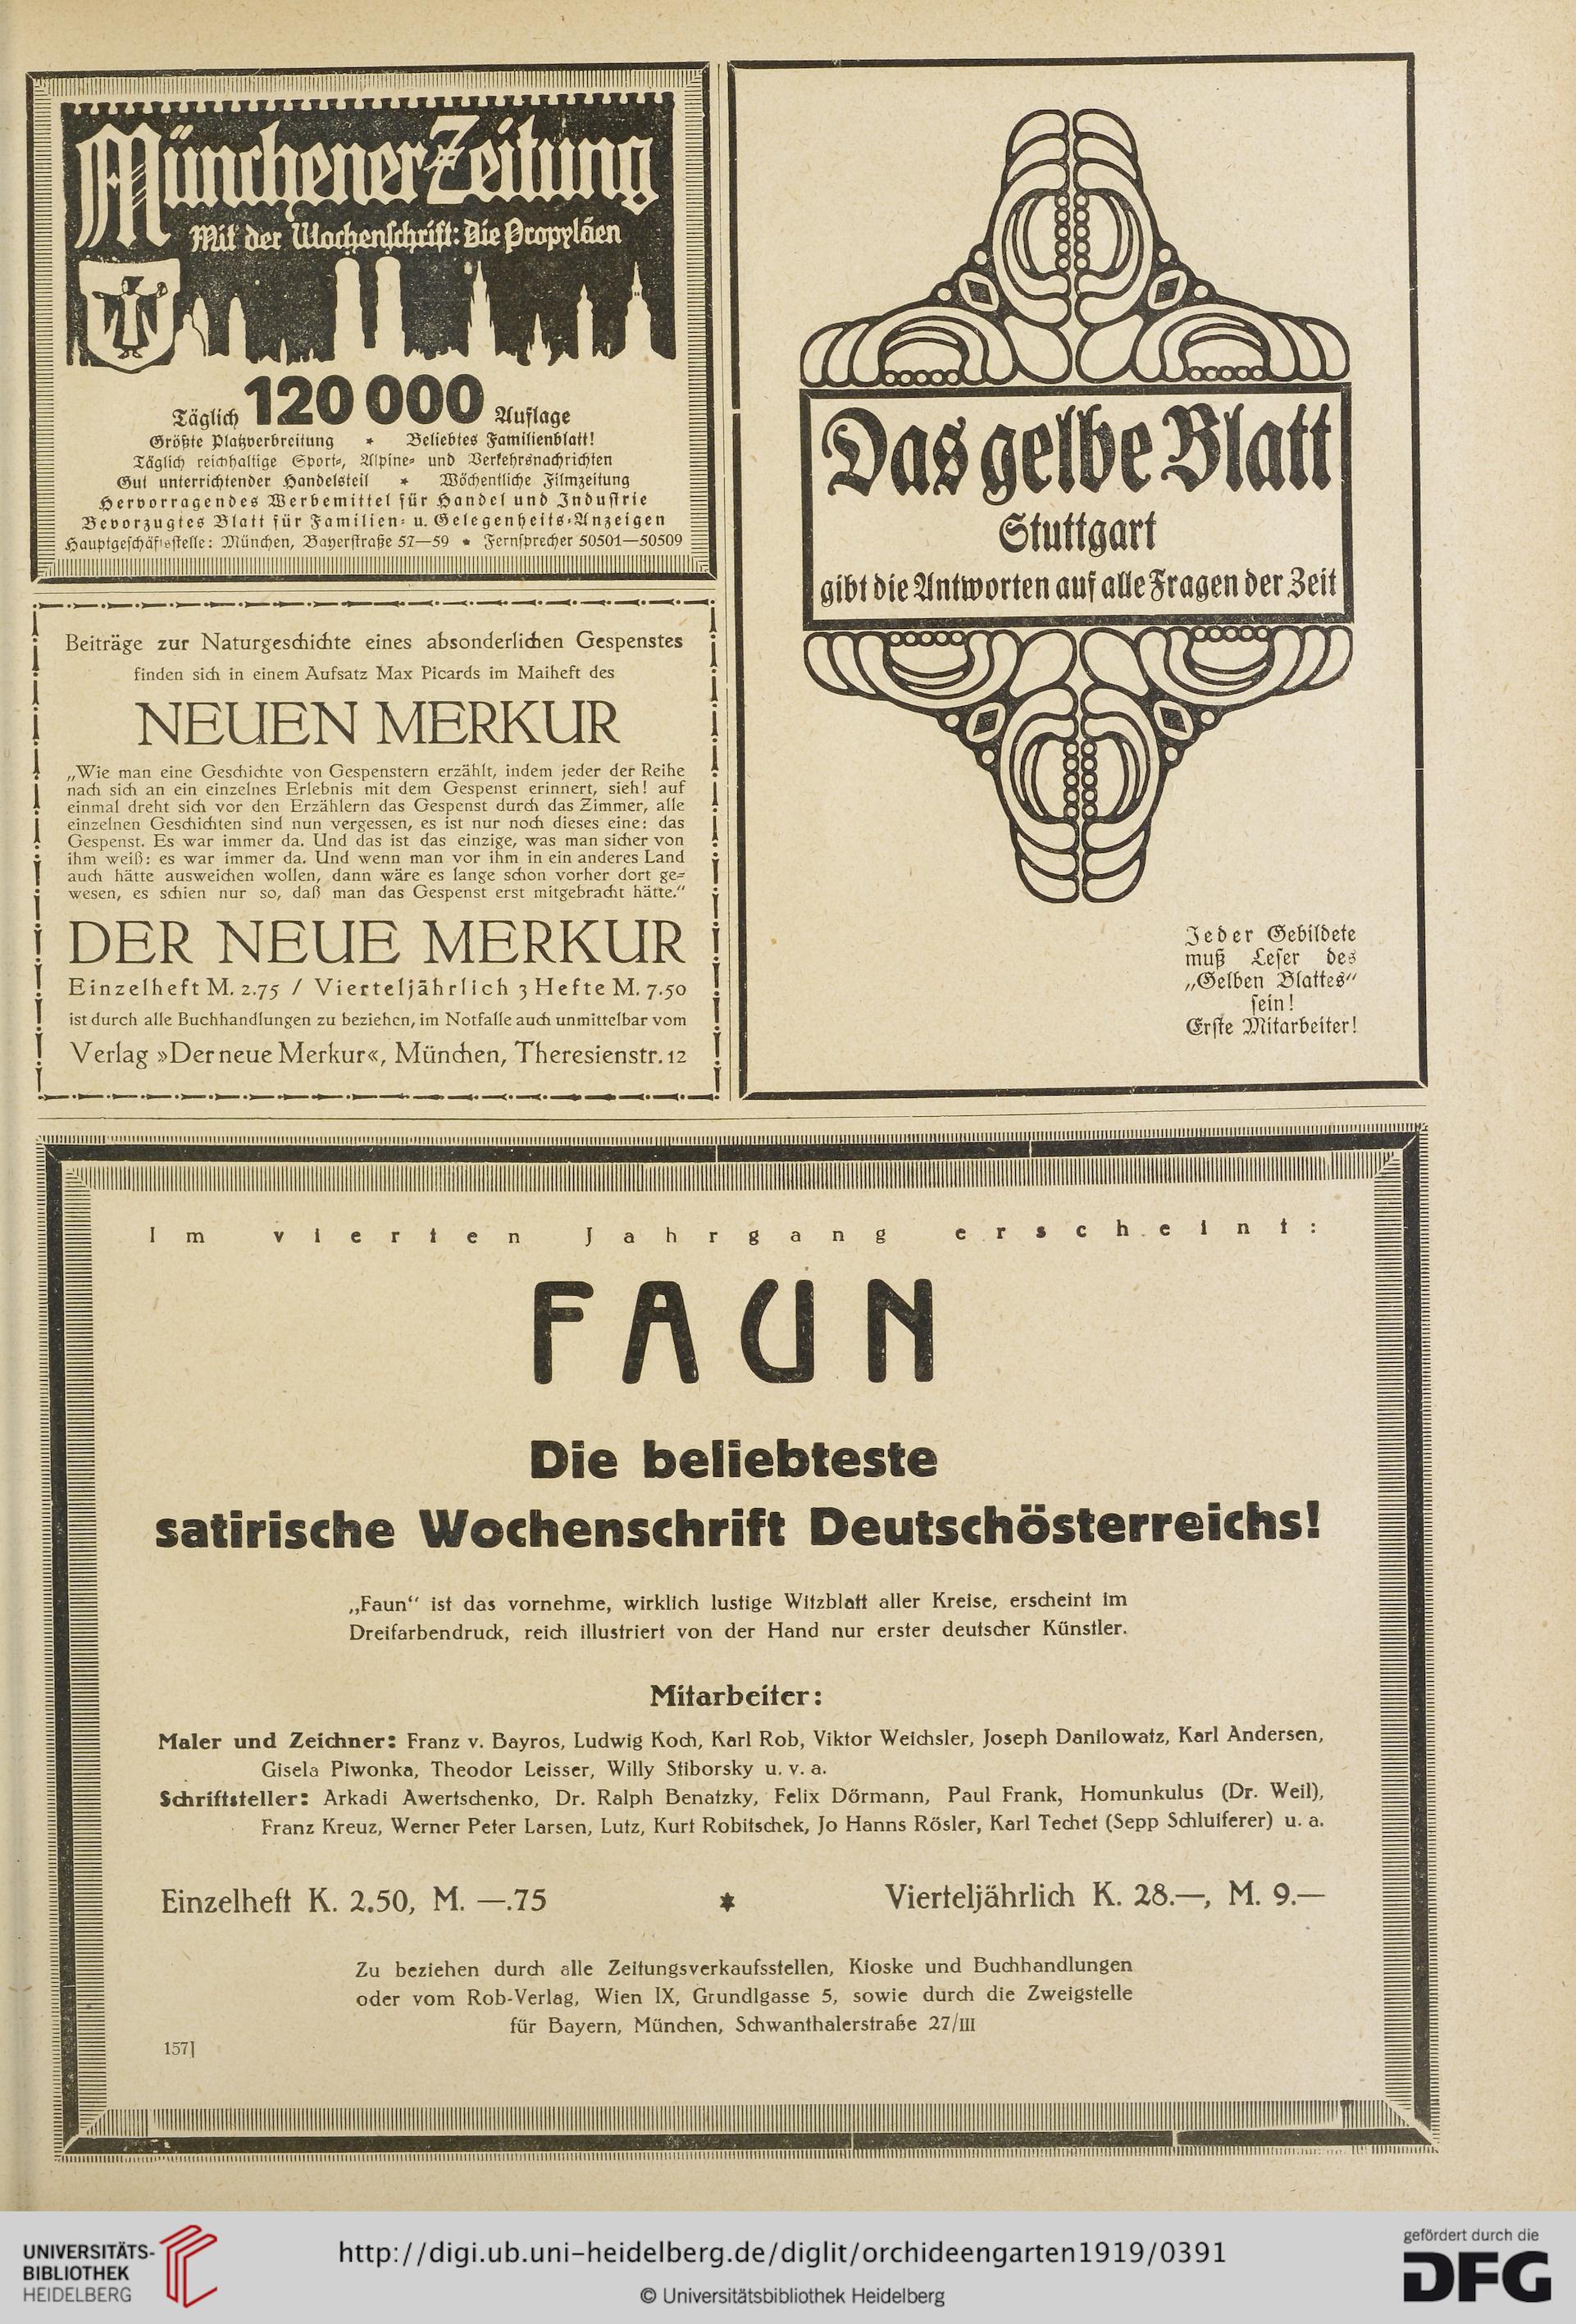 Münchener Zeitung
Mit der Wochenschrift: Die Propyläen
Täglich 120 000 Auflage
Größte Platzverbreitung * Beliebtes Familienblatt!
Täglich reichhaltige Sport-, Alpine- und Verkehrsnachrichten
Gut unterrichtender Handelsteil * Wöchentliche Filmzeitung
Hervorragendes Werbemittel für Handel und Industrie
Bevorzugtes Blatt für Familien- u. Gelegenheits-Anzeigen
Hauptgeschäftsstelle: München, Bayerstraße 57—59 * Fernsprecher 50501—50509
Beiträge zur Naturgeschichte eines absonderlichen Gespenstes
finden sich in einem Aufsatz Max Picards im Maiheft des
NEUEN MERKUR
„Wie man eine Geschichte von Gespenstern erzählt, indem jeder der Reihe
nach sich an ein einzelnes Erlebnis mit dem Gespenst erinnert, sieh! auf
einmal dreht sich vor den Erzählern das Gespenst durch das Zimmer, alle
einzelnen Geschichten sind nun vergessen, es ist nur noch dieses eine: das
Gespenst. Es war immer da. Und das ist das einzige, was man sicher von
ihm weiß: es war immer da. Und wenn man vor ihm in ein anderes Land
auch hätte ausweichen wollen, dann wäre es lange schon vorher dort ge-
wesen, es schien nur so, daß man das Gespenst erst mitgebracht hätte.“
DER NEUE MERKUR
Einzelheft M. 2.75 / Vierteljährlich 3 Hefte M. 7.50
ist durch alle Buchhandlungen zu beziehen, im Notfalle auch unmittelbar vom
Verlag »Der neue Merkur«, München, Theresienstr. 12
Das gelbe Blatt
Stuttgart
gibt die Antworten auf alle Fragen der Zeit
Jeder Gebildete
muß Leser des
„Gelben Blattes“
sein!
Erste Mitarbeiter!
Im vierten Jahrgang erscheint:
FAUN
Die beliebteste
satirische Wochenschrift Deutschösterreichs!
„Faun“ ist das vornehme, wirklich lustige Witzblatt aller Kreise, erscheint im
Dreifarbendruck, reich illustriert von der Hand nur erster deutscher Künstler.
Mitarbeiter:
Maler und Zeichner: Franz v. Bayros, Ludwig Koch, Karl Rob, Viktor Weichsler, Joseph Danilowatz, Karl Andersen,
Gisela Piwonka, Theodor Leisser, Willy Stiborsky u. v. a.
Schriftsteller: Arkadi Awertschenko, Dr. Ralph Benatzky, Felix Dörmann, Paul Frank, Homunkulus (Dr. Weil),
Franz Kreuz, Werner Peter Larsen, Lutz, Kurt Robitschek, Jo Hanns Rösler, Karl Techet (Sepp Schluiferer) u. a.
Einzelheft K. 2.50, M. —.75 * Vierteljährlich K. 28.—, M. 9.—
Zu beziehen durch alle Zeitungsverkaufsstellen, Kioske und Buchhandlungen
oder vom Rob-Verlag, Wien IX, Grundlgasse 5, sowie durch die Zweigstelle
für Bayern, München, Schwanthalerstraße 27/III
157]
UNIVERSITÄTS-
BIBLIOTHEK
HEIDELBERG
http://digi.ub.uni-heidelberg.de/diglit/orchideengarten1919/0391
© Universitätsbibliothek Heidelberg
gefördert durch die
DFG